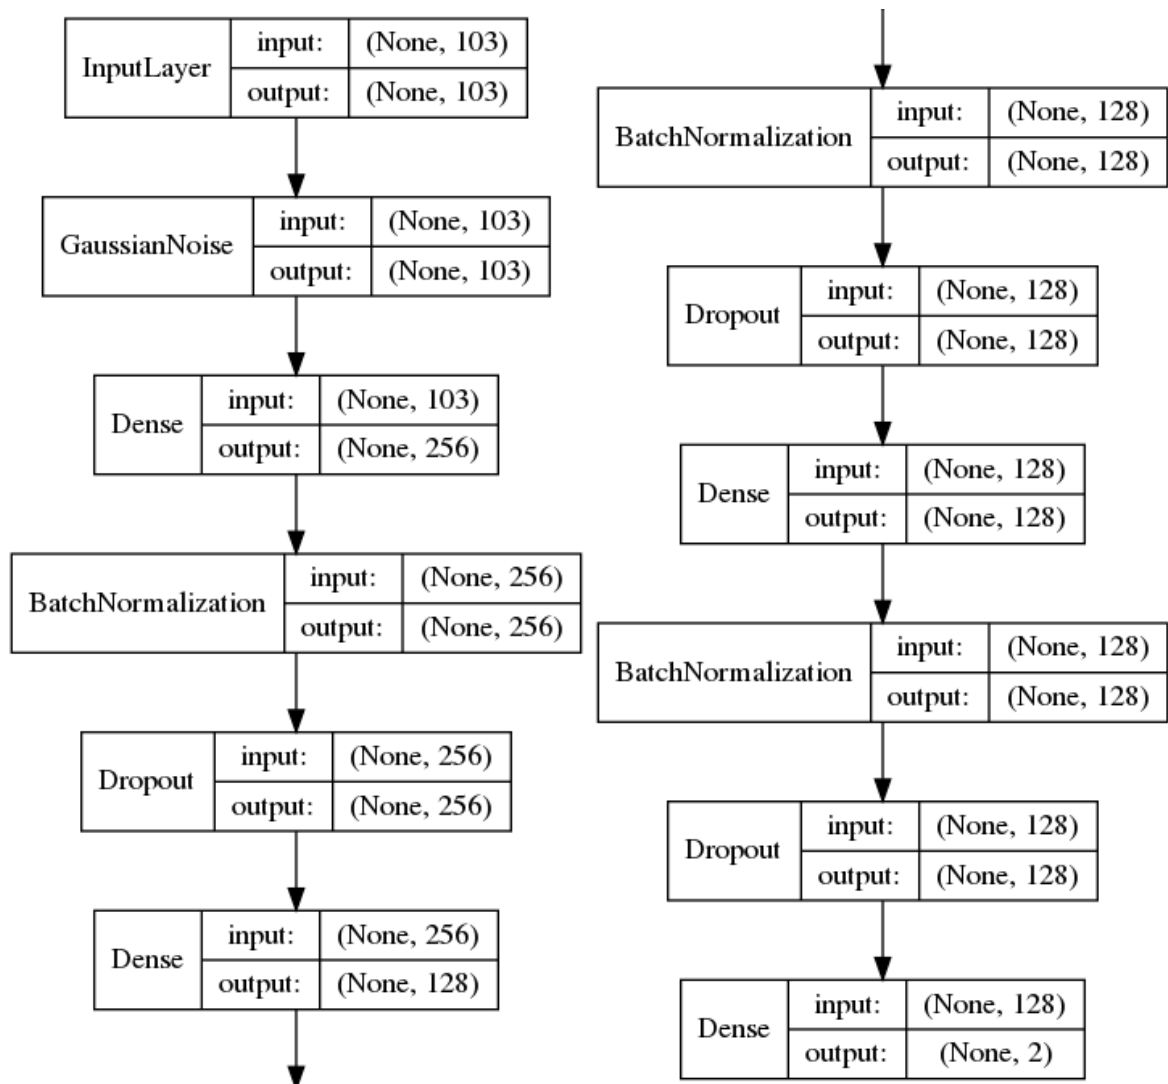 InputLayer
input: (None, 103)
output: (None, 103)
GaussianNoise
input: (None, 103)
output: (None, 103)
Dense
input: (None, 103)
output: (None, 256)
BatchNormalization
input: (None, 256)
output: (None, 256)
Dropout
input: (None, 256)
output: (None, 256)
Dense
input: (None, 256)
output: (None, 128)
BatchNormalization
input: (None, 128)
output: (None, 128)
Dropout
input: (None, 128)
output: (None, 128)
Dense
input: (None, 128)
output: (None, 128)
BatchNormalization
input: (None, 128)
output: (None, 128)
Dropout
input: (None, 128)
output: (None, 128)
Dense
input: (None, 128)
output: (None, 2)